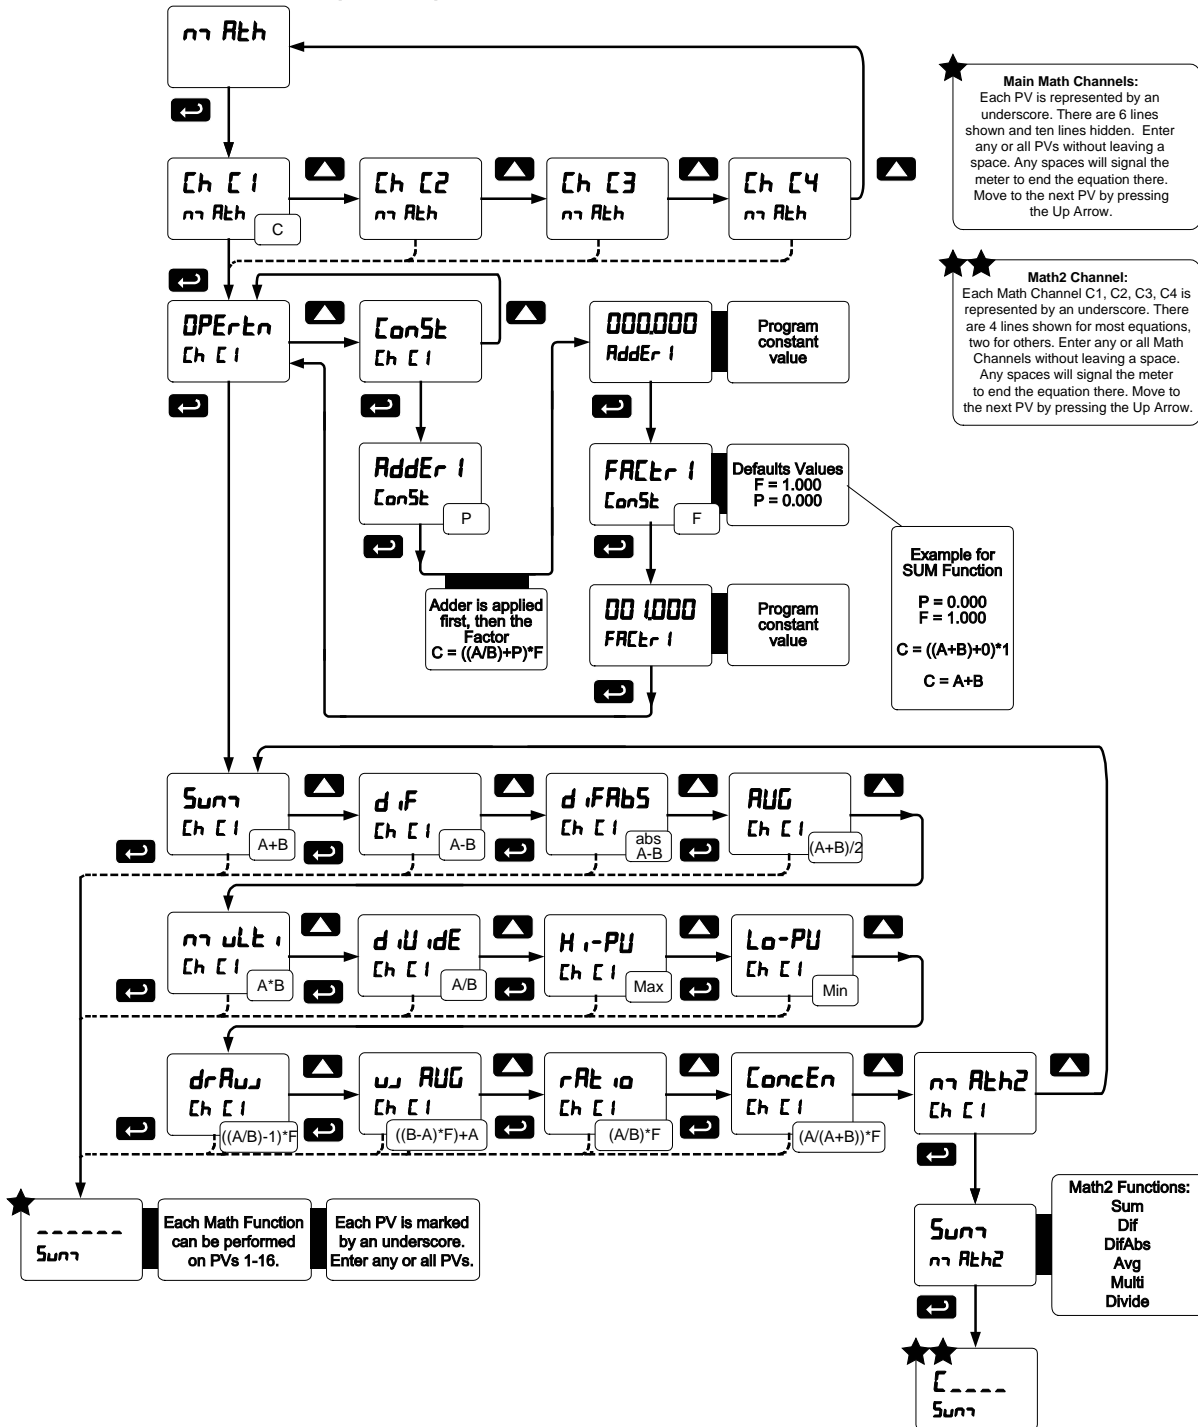 m Ath
Main Math Channels:
Each PV is represented by an
underscore. There are 6 lines
shown and ten lines hidden. Enter
any or all PVs without leaving a
space. Any spaces will signal the
meter to end the equation there.
Move to the next PV by pressing
the Up Arrow.
Ch C1
m Ath
C
Ch C2
m Ath
Ch C3
m Ath
Ch C4
m Ath
Math2 Channel:
Each Math Channel C1, C2, C3, C4 is
represented by an underscore. There
are 4 lines shown for most equations,
two for others. Enter any or all Math
Channels without leaving a space.
Any spaces will signal the meter
to end the equation there. Move to
the next PV by pressing the Up Arrow.
OPErtn
Ch C1
ConSt
Ch C1
000.000
AddEr 1
Program
constant
value
AddEr 1
ConSt
P
FACtr 1
ConSt
F
Defaults Values
F = 1.000
P = 0.000
Adder is applied
first, then the
Factor
C = ((A/B)+P)*F
001.000
FACtr 1
Program
constant
value
Example for
SUM Function
P = 0.000
F = 1.000
C = ((A+B)+0)*1
C = A+B
Sum
Ch C1
A+B
diF
Ch C1
A-B
diFAbS
Ch C1
abs
A-B
AUG
Ch C1
(A+B)/2
m uLti
Ch C1
A*B
diUidE
Ch C1
A/B
Hi-PU
Ch C1
Max
Lo-PU
Ch C1
Min
drAw
Ch C1
((A/B)-1)*F
w AUG
Ch C1
((B-A)*F)+A
rAtio
Ch C1
(A/B)*F
ConcEn
Ch C1
(A/(A+B))*F
m Ath2
Ch C1
_ _ _ _ _ _
Sum
Each Math Function
can be performed
on PVs 1-16.
Each PV is marked
by an underscore.
Enter any or all PVs.
Sum
m Ath2
Math2 Functions:
Sum
Dif
DifAbs
Avg
Multi
Divide
C_ _ _ _
Sum